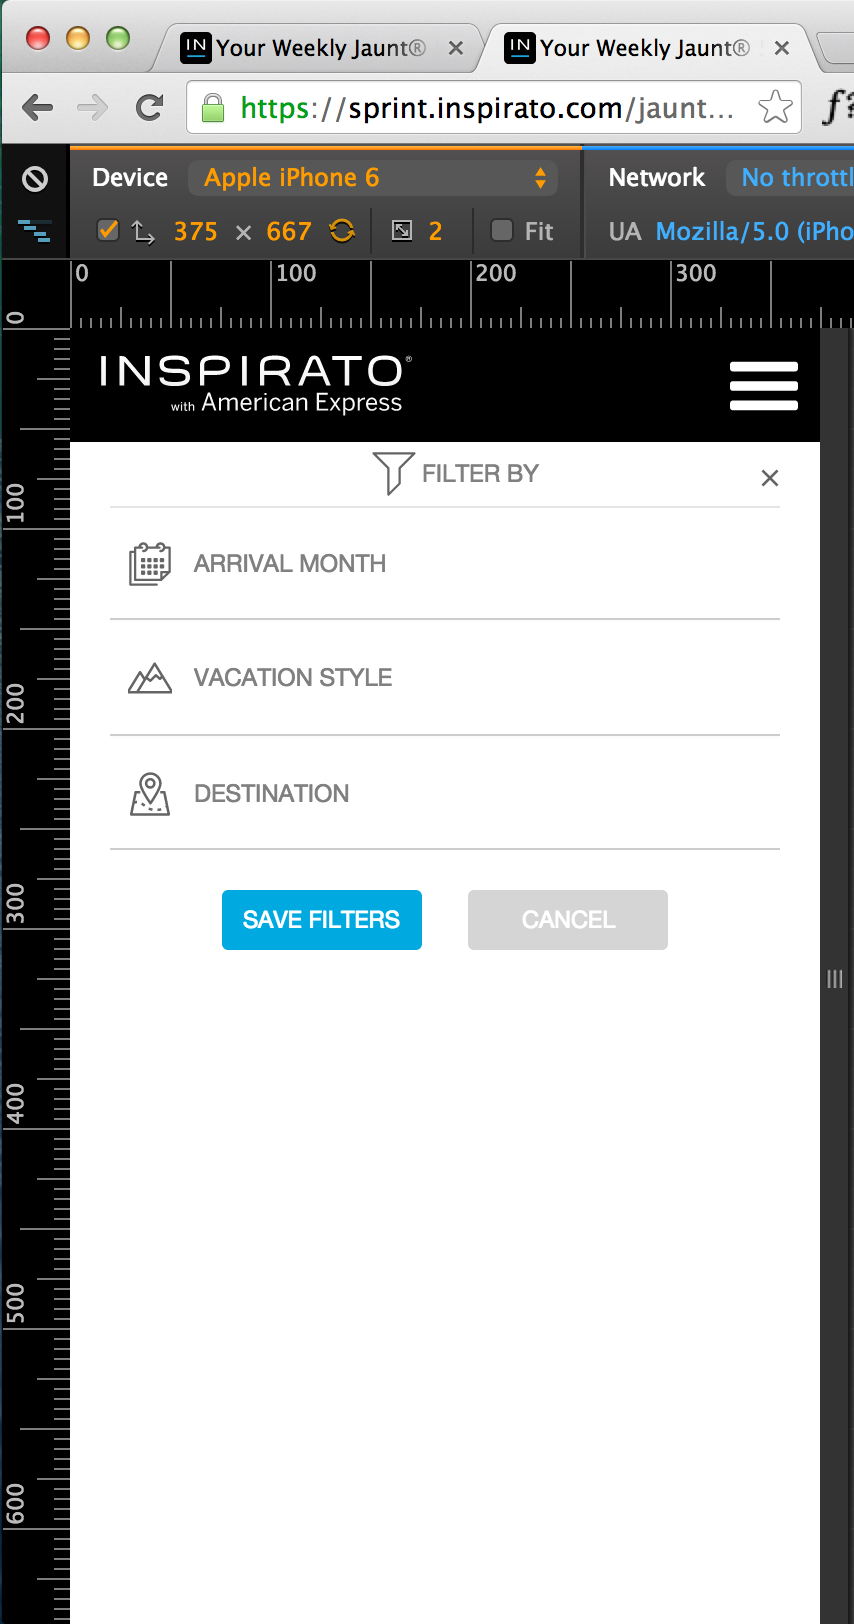 IN Your Weekly Jaunt® × IN Your Weekly Jaunt® ×
https://sprint.inspirato.com/jaunt...
Device Apple iPhone 6 Network No throttl
375 × 667 2 Fit UA Mozilla/5.0 (iPho
0 100 200 300
0
INSPIRATO®
with American Express
FILTER BY ×
100
ARRIVAL MONTH
VACATION STYLE
200
DESTINATION
300
SAVE FILTERS CANCEL
400
500
600